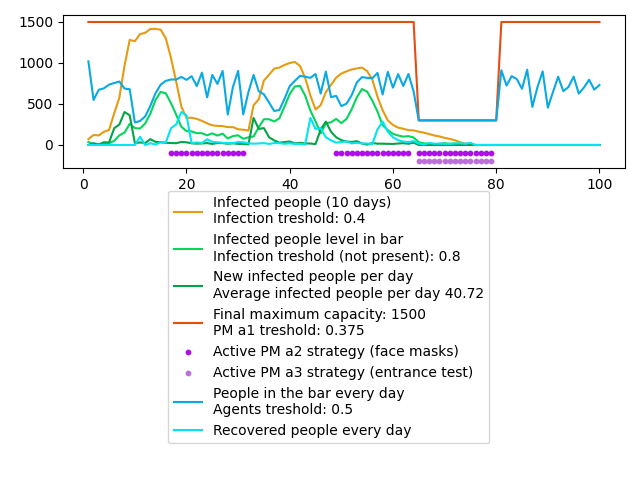 1500
1000
500
0
0 20 40 60 80 100
Infected people (10 days)
Infection treshold: 0.4
Infected people level in bar
Infection treshold (not present): 0.8
New infected people per day
Average infected people per day 40.72
Final maximum capacity: 1500
PM a1 treshold: 0.375
Active PM a2 strategy (face masks)
Active PM a3 strategy (entrance test)
People in the bar every day
Agents treshold: 0.5
Recovered people every day